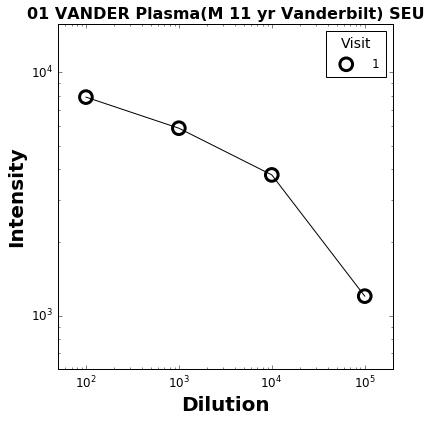 01 VANDER Plasma(M 11 yr Vanderbilt) SEU
Visit
1
10^4
10^3
Intensity
10^2 10^3 10^4 10^5
Dilution